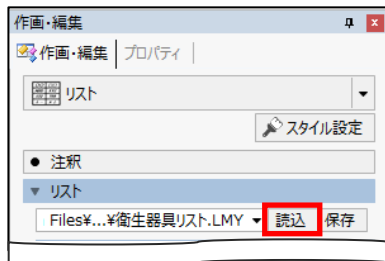 作画・編集
作画・編集 プロパティ
リスト
スタイル設定
● 注釈
▼ リスト
Files¥...¥衛生器具リスト.LMY 読込 保存